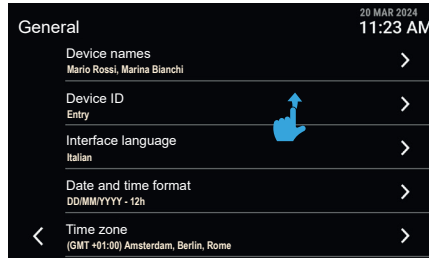 20 MAR 2024
General
11:23 AM
Device names
Mario Rossi, Marina Bianchi
Device ID
Entry
Interface language
Italian
Date and time format
DD/MM/YYYY - 12h
Time zone
(GMT +01:00) Amsterdam, Berlin, Rome